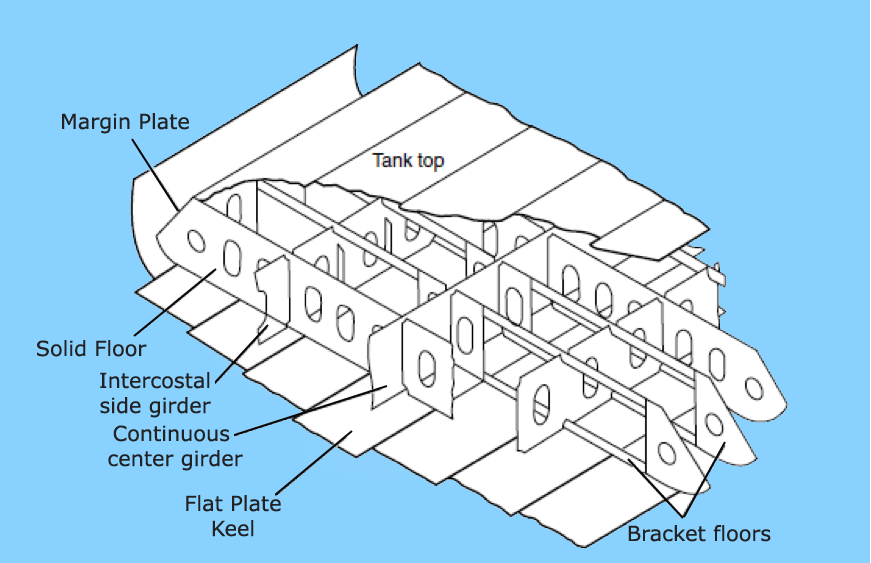 Margin Plate
Tank top
Solid Floor
Intercostal
side girder
Continuous
center girder
Flat Plate
Keel
Bracket floors